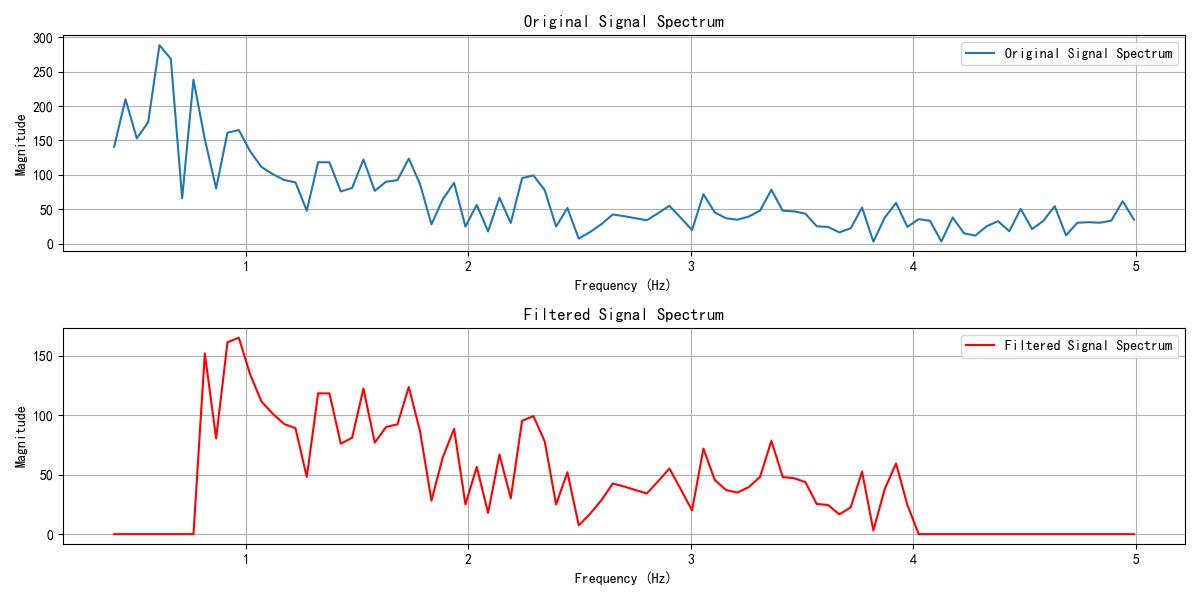 Original Signal Spectrum
300
250
200
150
100
50
0
Magnitude
Original Signal Spectrum
1 2 3 4 5
Frequency (Hz)
Filtered Signal Spectrum
150
100
50
0
Magnitude
Filtered Signal Spectrum
1 2 3 4 5
Frequency (Hz)